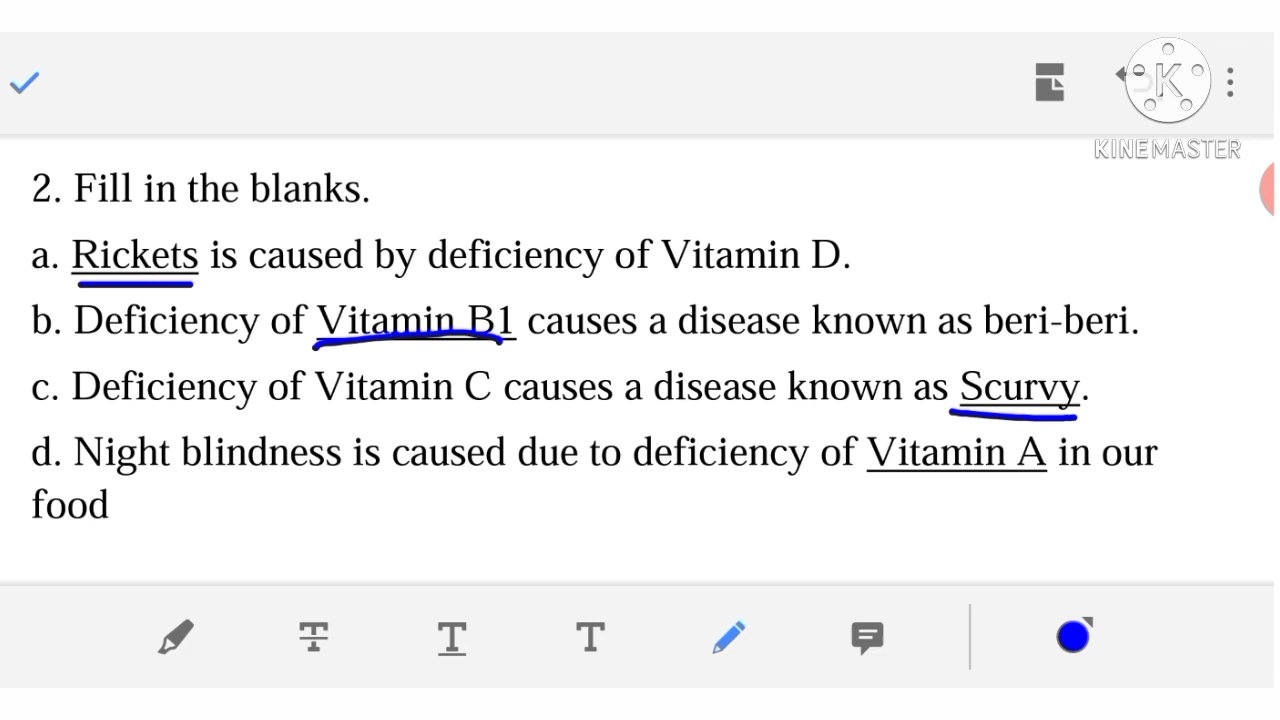 K
KINEMASTER
2. Fill in the blanks.
a. Rickets is caused by deficiency of Vitamin D.
b. Deficiency of Vitamin B1 causes a disease known as beri-beri.
c. Deficiency of Vitamin C causes a disease known as Scurvy.
d. Night blindness is caused due to deficiency of Vitamin A in our
food
T T T